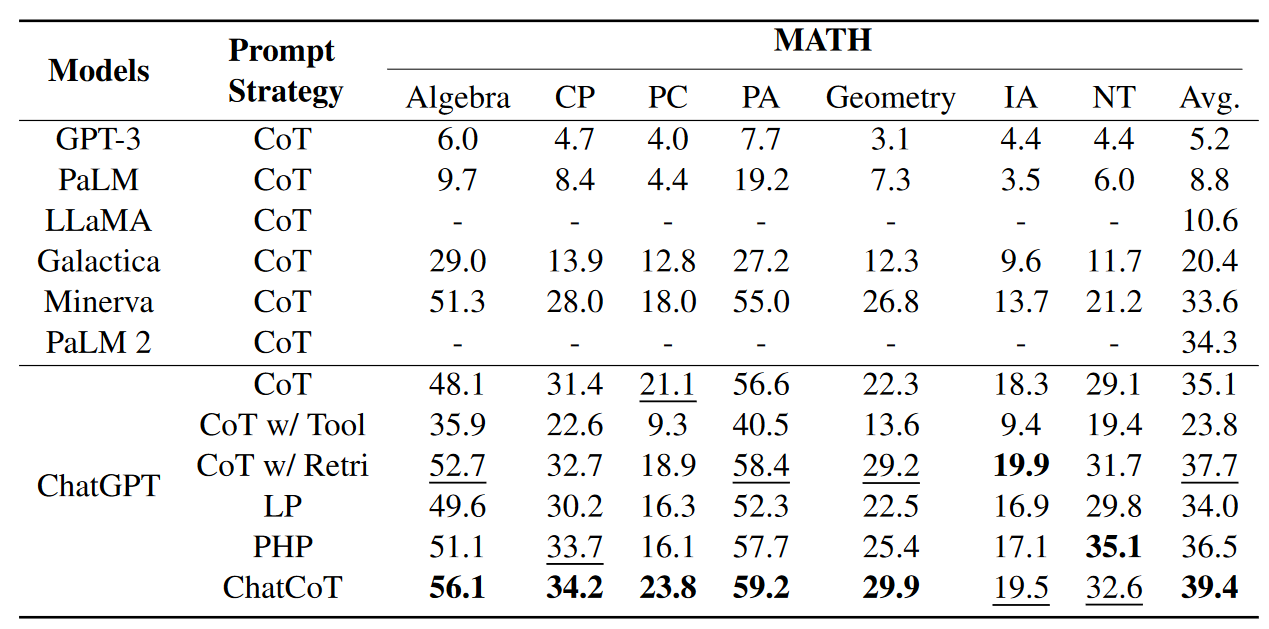 Models Prompt Strategy MATH
Algebra CP PC PA Geometry IA NT Avg.
GPT-3 CoT 6.0 4.7 4.0 7.7 3.1 4.4 4.4 5.2
PaLM CoT 9.7 8.4 4.4 19.2 7.3 3.5 6.0 8.8
LLaMA CoT - - - - - - - 10.6
Galactica CoT 29.0 13.9 12.8 27.2 12.3 9.6 11.7 20.4
Minerva CoT 51.3 28.0 18.0 55.0 26.8 13.7 21.2 33.6
PaLM 2 CoT - - - - - - - 34.3
ChatGPT
CoT 48.1 31.4 21.1 56.6 22.3 18.3 29.1 35.1
CoT w/ Tool 35.9 22.6 9.3 40.5 13.6 9.4 19.4 23.8
CoT w/ Retri 52.7 32.7 18.9 58.4 29.2 19.9 31.7 37.7
LP 49.6 30.2 16.3 52.3 22.5 16.9 29.8 34.0
PHP 51.1 33.7 16.1 57.7 25.4 17.1 35.1 36.5
ChatCoT 56.1 34.2 23.8 59.2 29.9 19.5 32.6 39.4